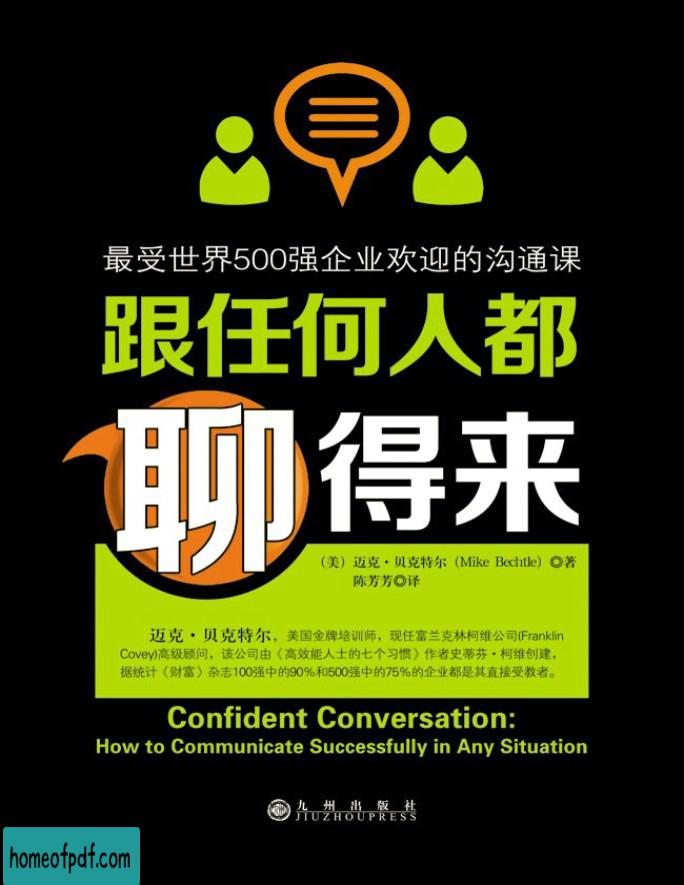 最受世界500强企业欢迎的沟通课
跟任何人都
聊得来
（美）迈克·贝克特尔（Mike Bechtle）◎著
陈芳芳◎译
迈克·贝克特尔，美国金牌培训师，现任富兰克林柯维公司(Franklin
Covey)高级顾问，该公司由《高效能人士的七个习惯》作者史蒂芬·柯维创建，
据统计《财富》杂志100强中的90%和500强中的75%的企业都是其直接受教者。
Confident Conversation:
How to Communicate Successfully in Any Situation
九州出版社
JIUZHOUPRESS
homeofpdf.com